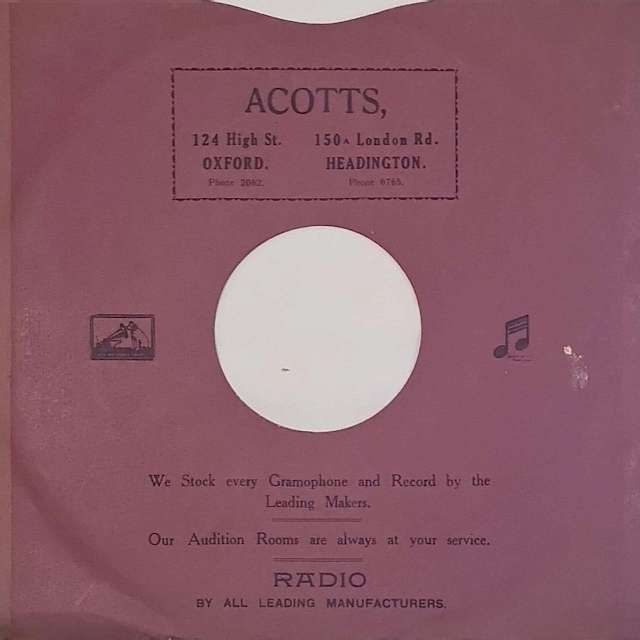 ACOTTS,
124 High St. 150A London Rd.
OXFORD. HEADINGTON.
Phone 2082. Phone 6765.
We Stock every Gramophone and Record by the
Leading Makers.
Our Audition Rooms are always at your service.
RADIO
BY ALL LEADING MANUFACTURERS.